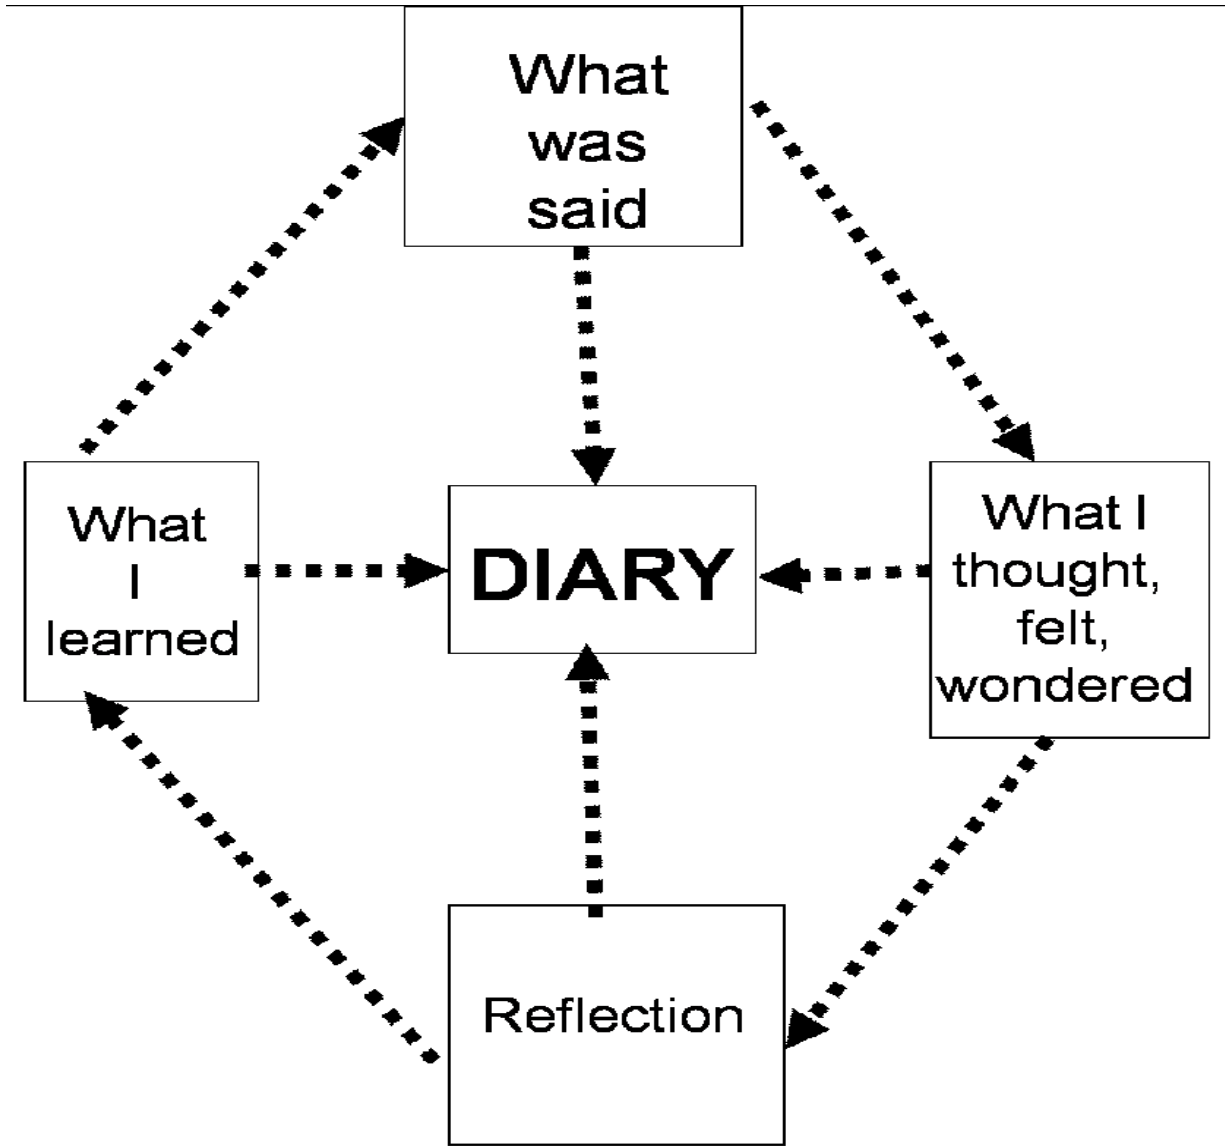 What
was
said
What
I
learned
DIARY
What I
thought,
felt,
wondered
Reflection